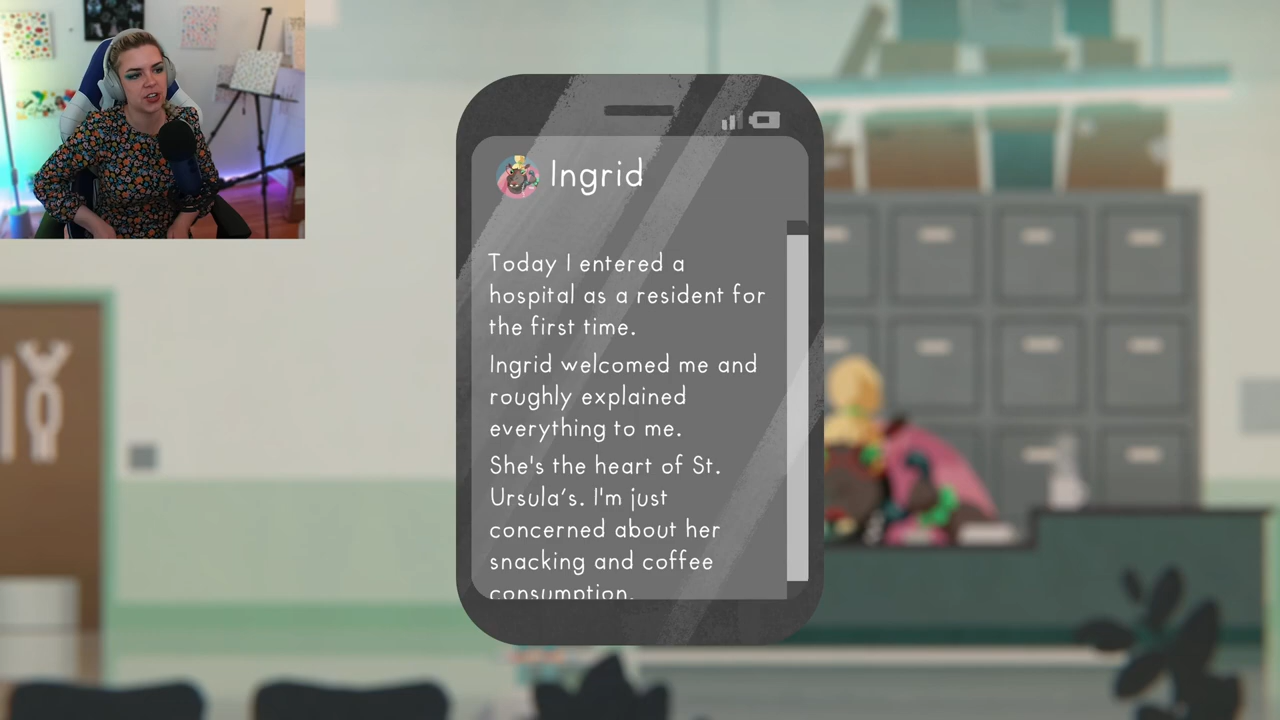 Ingrid
Today I entered a
hospital as a resident for
the first time.
Ingrid welcomed me and
roughly explained
everything to me.
She's the heart of St.
Ursula's. I'm just
concerned about her
snacking and coffee
consumption.